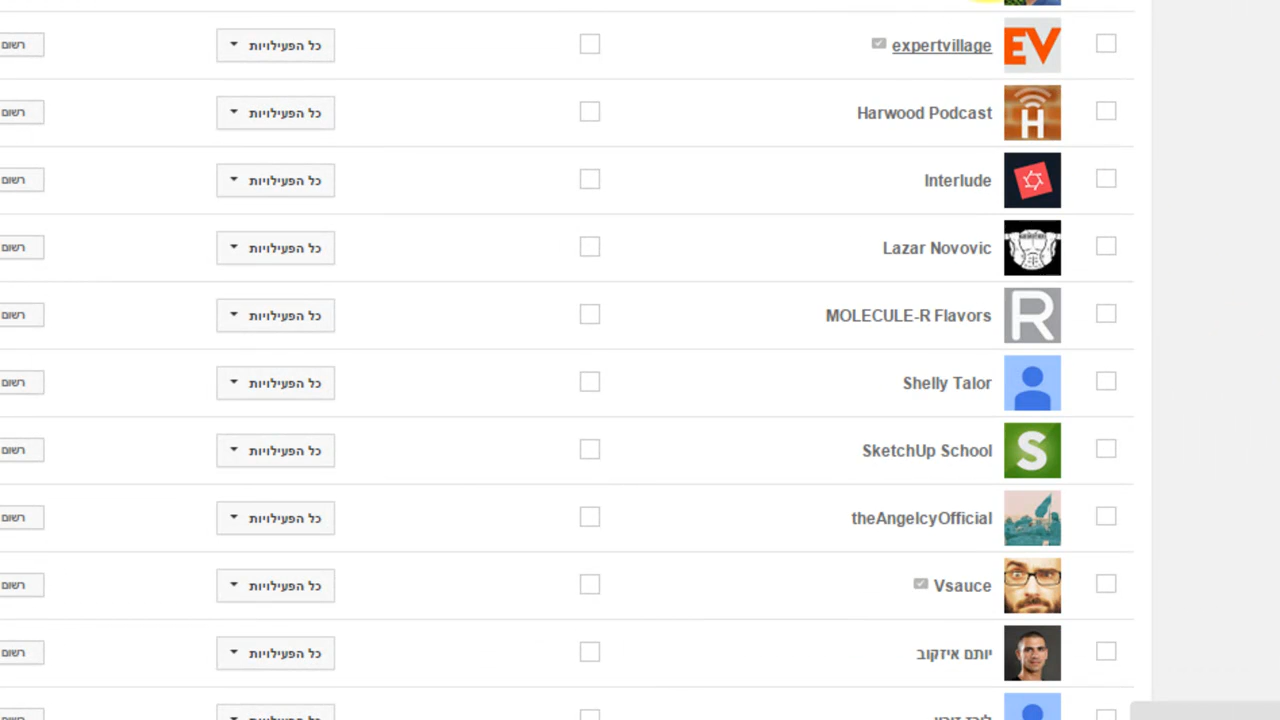 expertvillage כל הפעילויות רשום
EV
Harwood Podcast כל הפעילויות רשום
H
Interlude כל הפעילויות רשום
Lazar Novovic כל הפעילויות רשום
MOLECULE-R Flavors כל הפעילויות רשום
R
Shelly Talor כל הפעילויות רשום
SketchUp School כל הפעילויות רשום
S
theAngelcyOfficial כל הפעילויות רשום
Vsauce כל הפעילויות רשום
יותם איזקוב כל הפעילויות רשום